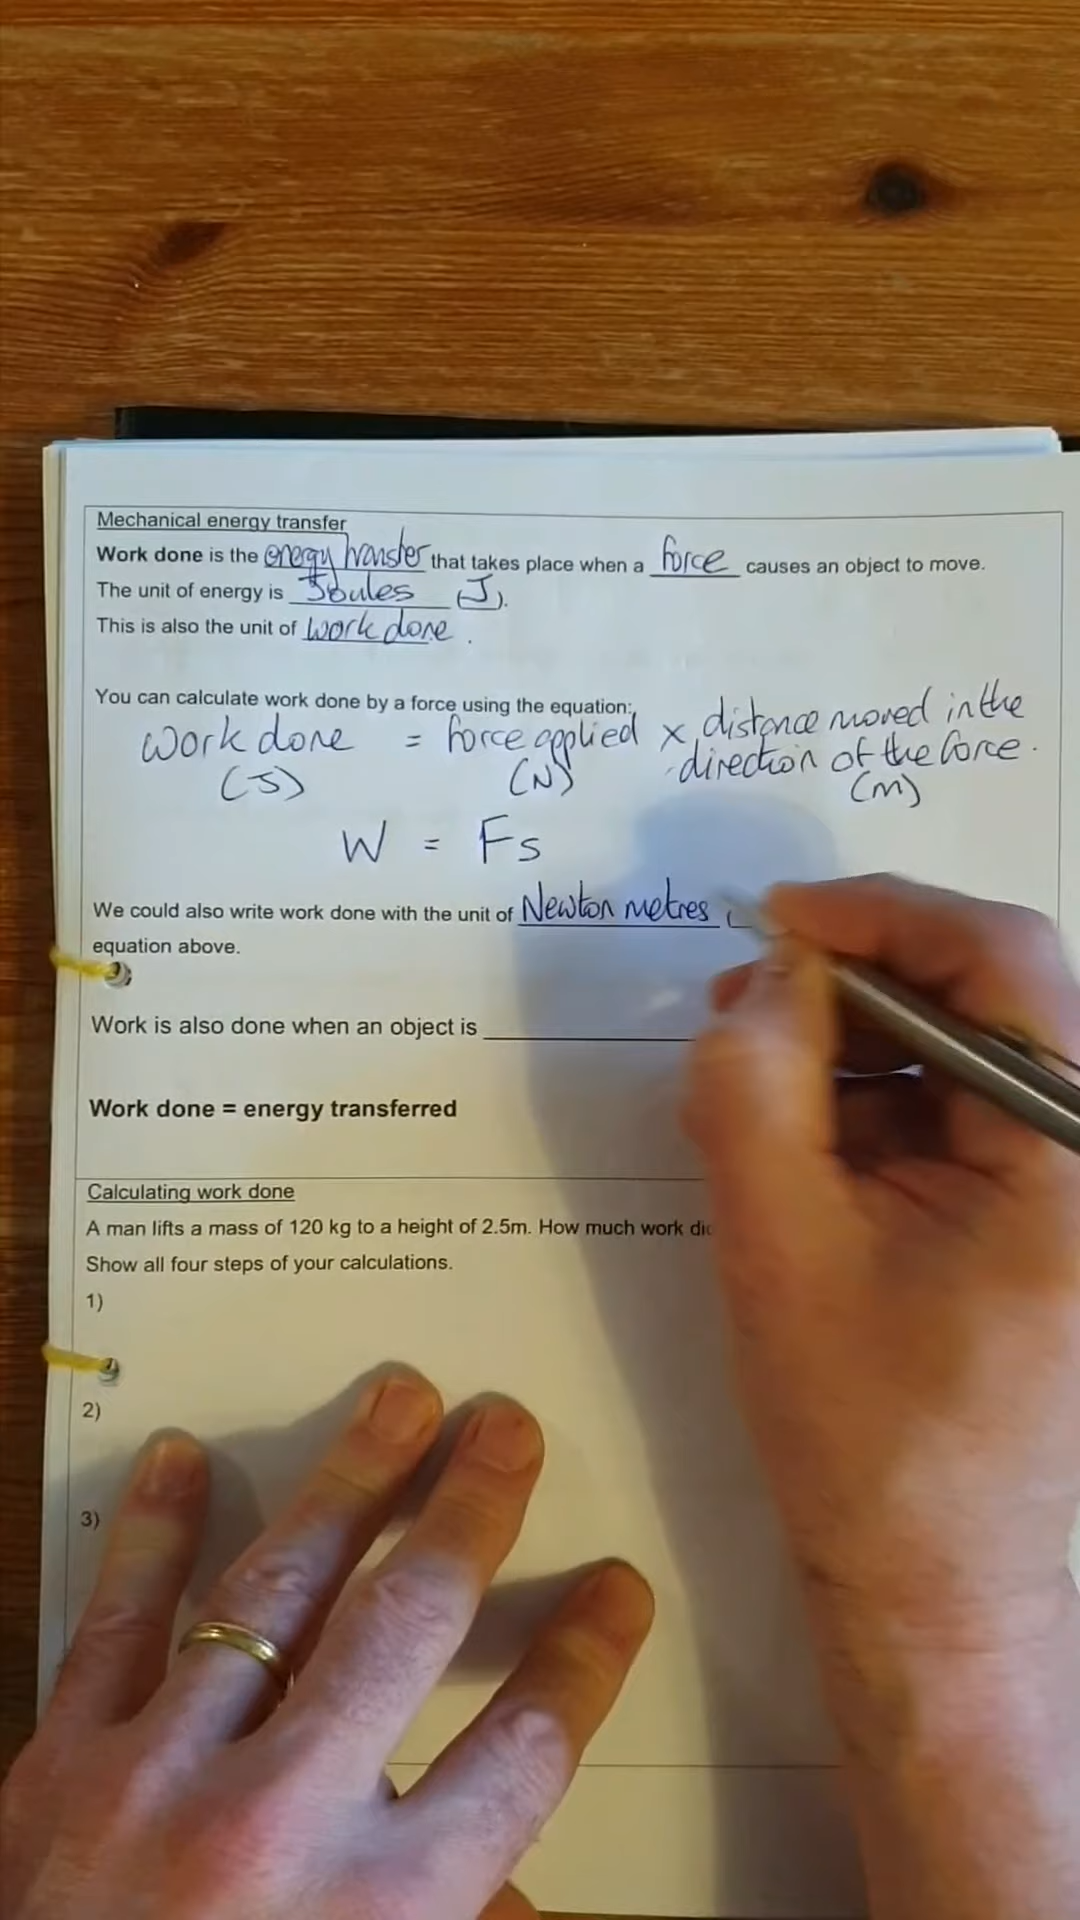 Mechanical energy transfer
Work done is the energy transfer that takes place when a force causes an object to move.
The unit of energy is Joules (J).
This is also the unit of work done.
You can calculate work done by a force using the equation:
work done = force applied x distance moved in the
direction of the force.
(J) (N) (m)
W = Fs
We could also write work done with the unit of Newton metres (
equation above.
Work is also done when an object is
Work done = energy transferred
Calculating work done
A man lifts a mass of 120 kg to a height of 2.5m. How much work
Show all four steps of your calculations.
1)
2)
3)